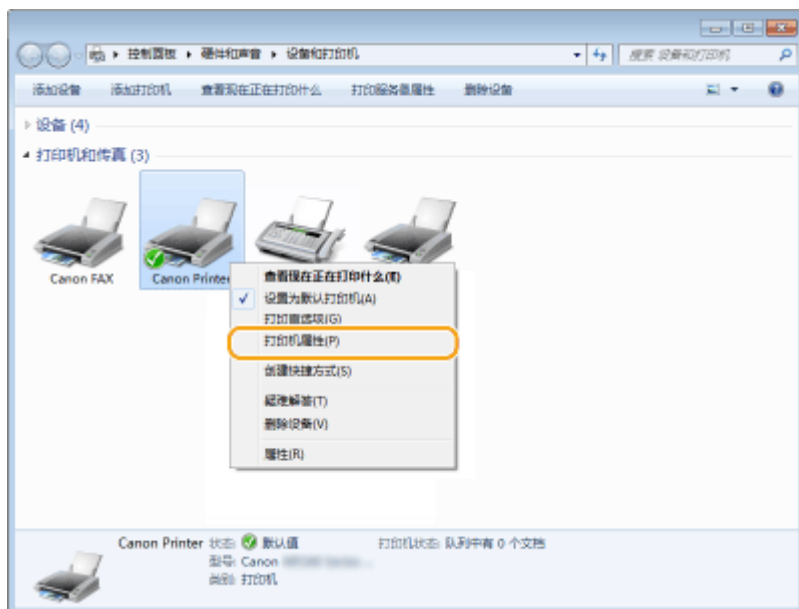 控制面板 ▸ 硬件和声音 ▸ 设备和打印机
搜索 设备和打印机
添加设备 添加打印机 查看现在正在打印什么 打印服务器属性 删除设备
设备 (4)
打印机和传真 (3)
Canon FAX
Canon Printer
查看现在正在打印什么(E)
设置为默认打印机(A)
打印首选项(G)
打印机属性(P)
创建快捷方式(S)
疑难解答(T)
删除设备(V)
属性(R)
Canon Printer 状态: 默认值 打印机状态: 队列中有 0 个文档
型号: Canon
类别: 打印机